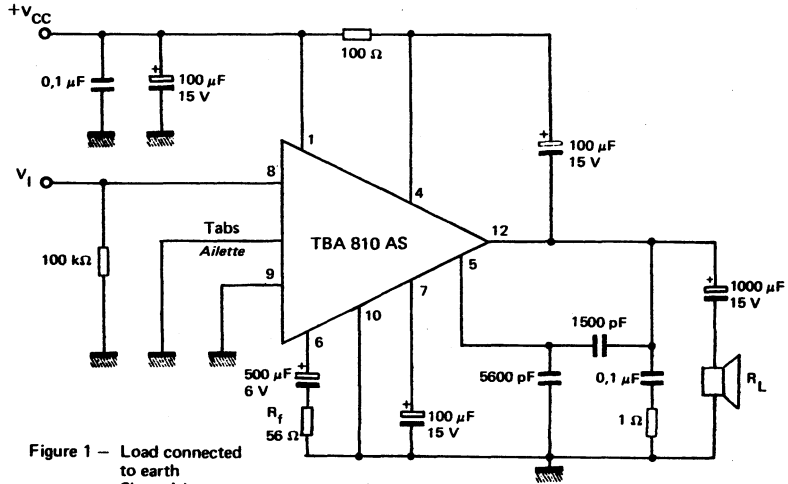 +VCC
100 Ω
0,1 µF
+
100 µF
15 V
1
4
+
100 µF
15 V
VI
8
Tabs
Ailette
TBA 810 AS
12
100 kΩ
9
5
7
10
6
+
1000 µF
15 V
1500 pF
500 µF
6 V
+
5600 pF
0,1 µF
RL
Rf
56 Ω
+
100 µF
15 V
1 Ω
Figure 1 — Load connected
to earth